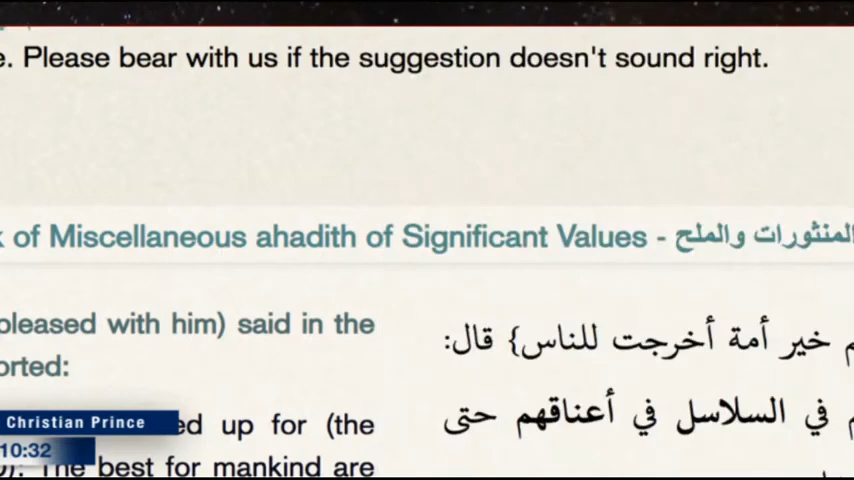 e. Please bear with us if the suggestion doesn't sound right.
of Miscellaneous ahadith of Significant Values - المنثورات والملح
pleased with him) said in the
orted:
ed up for (the
The best for mankind are
خير أمة أخرجت للناس} قال:
في السلاسل في أعناقهم حتى
Christian Prince
10:32